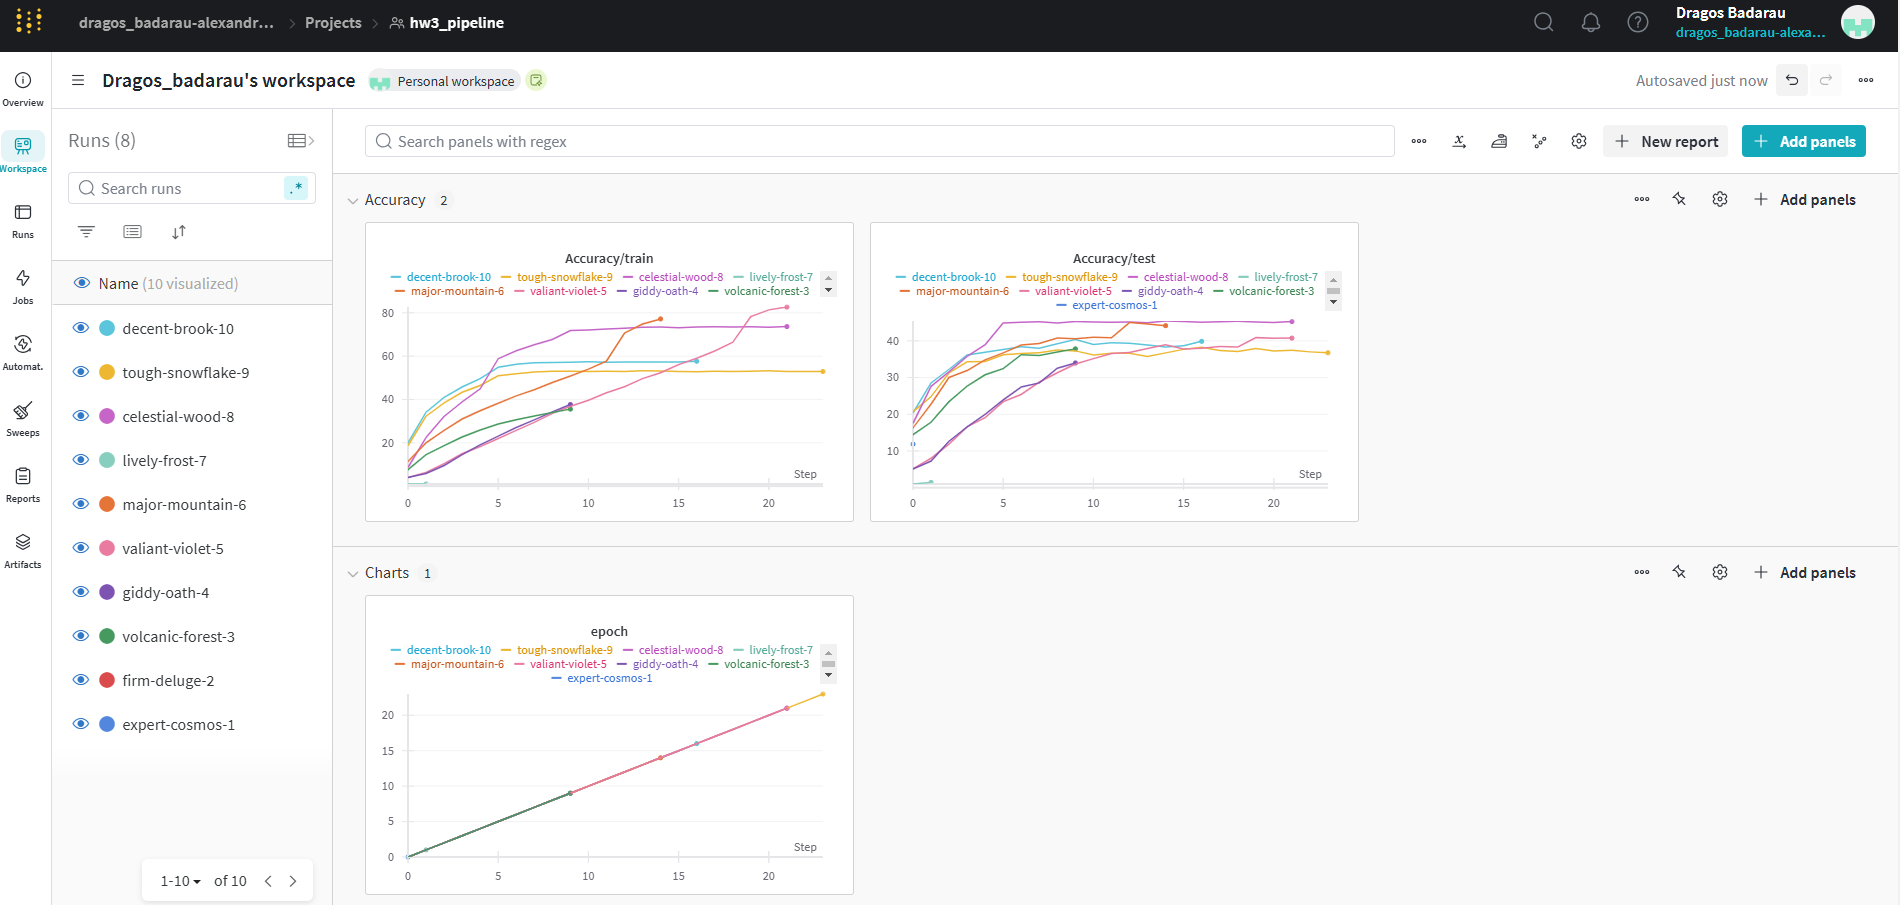 dragos_badarau-alexandr... > Projects > hw3_pipeline
Dragos Badarau
dragos_badarau-alexa...
Overview
Workspace
Runs
Jobs
Automat.
Sweeps
Reports
Artifacts
Dragos_badarau's workspace Personal workspace
Autosaved just now
Runs (8)
Search runs .*
Name (10 visualized)
decent-brook-10
tough-snowflake-9
celestial-wood-8
lively-frost-7
major-mountain-6
valiant-violet-5
giddy-oath-4
volcanic-forest-3
firm-deluge-2
expert-cosmos-1
1-10 of 10
Search panels with regex
New report
Add panels
Accuracy 2
Add panels
Accuracy/train
decent-brook-10 tough-snowflake-9 celestial-wood-8 lively-frost-7
major-mountain-6 valiant-violet-5 giddy-oath-4 volcanic-forest-3
80
60
40
20
Step
0 5 10 15 20
Accuracy/test
decent-brook-10 tough-snowflake-9 celestial-wood-8 lively-frost-7
major-mountain-6 valiant-violet-5 giddy-oath-4 volcanic-forest-3
expert-cosmos-1
40
30
20
10
Step
0 5 10 15 20
Charts 1
Add panels
epoch
decent-brook-10 tough-snowflake-9 celestial-wood-8 lively-frost-7
major-mountain-6 valiant-violet-5 giddy-oath-4 volcanic-forest-3
expert-cosmos-1
20
15
10
5
0
Step
0 5 10 15 20